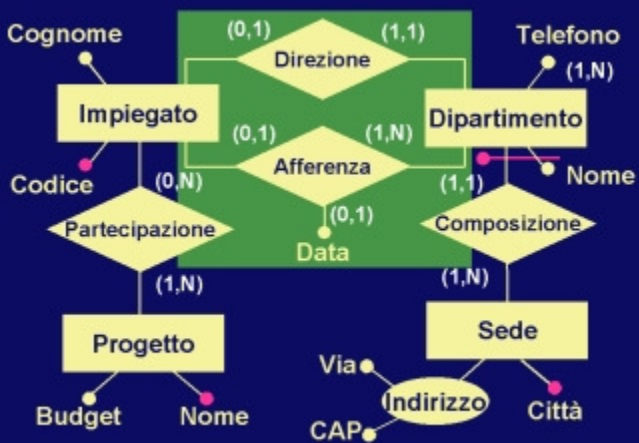 Cognome
(0,1)
(1,1)
Telefono
Direzione
(1,N)
Impiegato
Dipartimento
(0,1)
(1,N)
Afferenza
Codice
(0,N)
(1,1)
Nome
(0,1)
Partecipazione
Composizione
Data
(1,N)
(1,N)
Progetto
Sede
Via
Budget
Nome
Indirizzo
Città
CAP